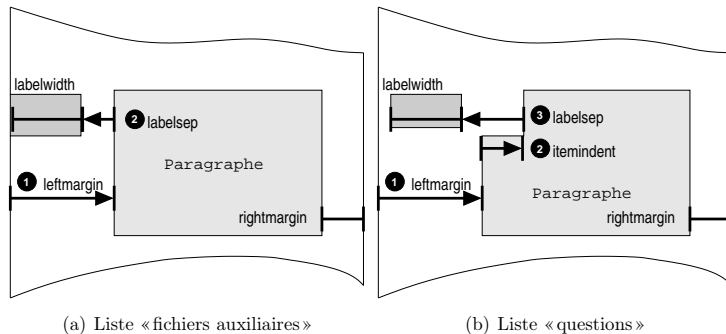 labelwidth
2 labelsep
Paragraphe
1 leftmargin
rightmargin
(a) Liste «fichiers auxiliaires»
labelwidth
3 labelsep
2 itemindent
1 leftmargin
Paragraphe
rightmargin
(b) Liste «questions»